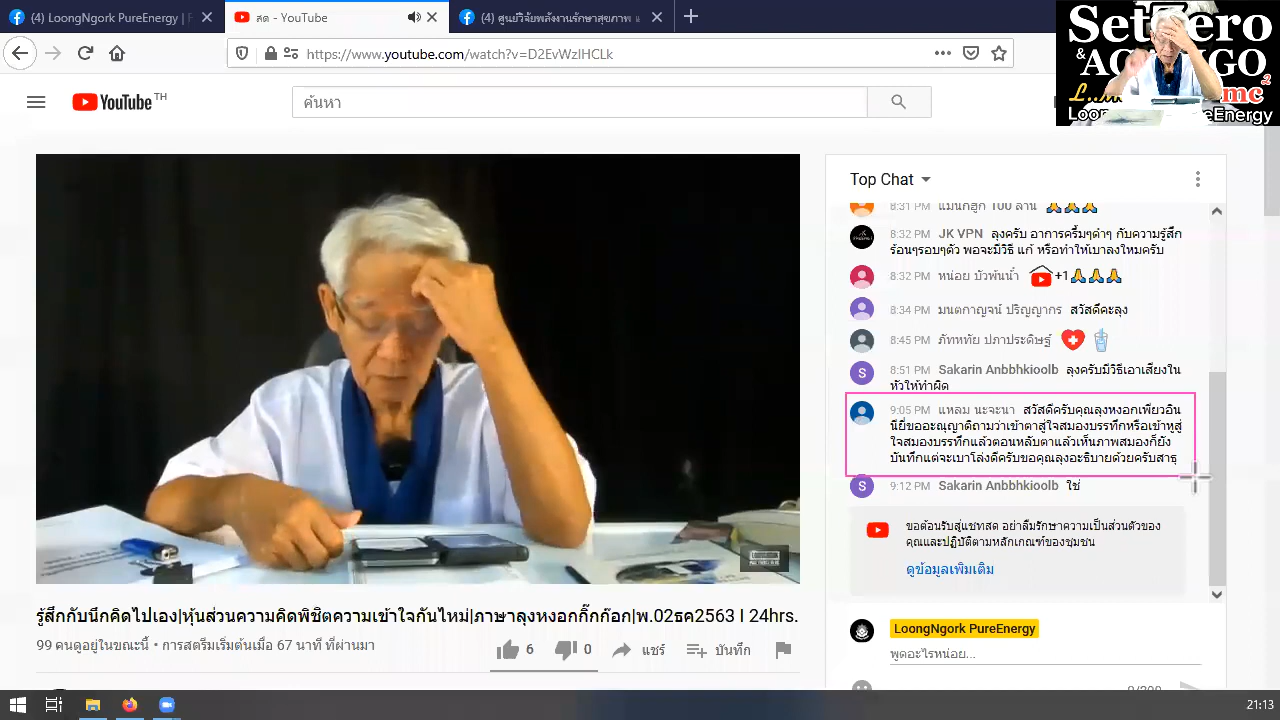 (4) LoongNgork PureEnergy |
สด - YouTube
(4) ศูนย์วิจัยพลังงานรักษาสุขภาพ แ
https://www.youtube.com/watch?v=D2EvWzlHCLk
YouTube TH
ค้นหา
Top Chat
8:31 PM แม่นกฮูก 100 ล้าน
8:32 PM JK VPN ลุงครับ อาการครึ้มๆดำๆ กับความรู้สึก
ร้อนๆรอบๆตัว พอจะมีวิธี แก้ หรือทำให้เบาลงไหมครับ
8:32 PM หน่อย บัวพันน้ำ +1
8:34 PM มนตกาญจน์ ปริญญากร สวัสดีคะลุง
8:45 PM ภัททหัย ปภาประดิษฐ์
8:51 PM Sakarin Anbbhkioolb ลุงครับมีวิธีเอาเสียงใน
หัวให้ทำผิด
9:05 PM แหลม นะจะนา สวัสดีครับคุณลุงหงอกเพียวอิน
นียี่ขออะณุญาติถามว่าเข้าตาสู่ใจสมองบรรทึกหรือเข้าหูสู่
ใจสมองบรรทึกแล้วตอนหลับตาแล้วเห็นภาพสมองก็ยัง
บันทึกแต่จะเบาโล่งดีครับขอคุณลุงอะธิบายด้วยครับสาธุ
9:12 PM Sakarin Anbbhkioolb ใช่
ขอต้อนรับสู่แชทสด อย่าลืมรักษาความเป็นส่วนตัวของ
คุณและปฏิบัติตามหลักเกณฑ์ของชุมชน
ดูข้อมูลเพิ่มเติม
LoongNgork PureEnergy
พูดอะไรหน่อย...
0/200
รู้สึกกับนึกคิดไปเอง|หุ้นส่วนความคิดพิชิตความเข้าใจกันไหม่|ภาษาลุงหงอกกิ๊กก๊อก|พ.02ธค2563 l 24hrs.
99 คนดูอยู่ในขณะนี้ • การสตรีมเริ่มต้นเมื่อ 67 นาที ที่ผ่านมา
6
0
แชร์
บันทึก
21:13